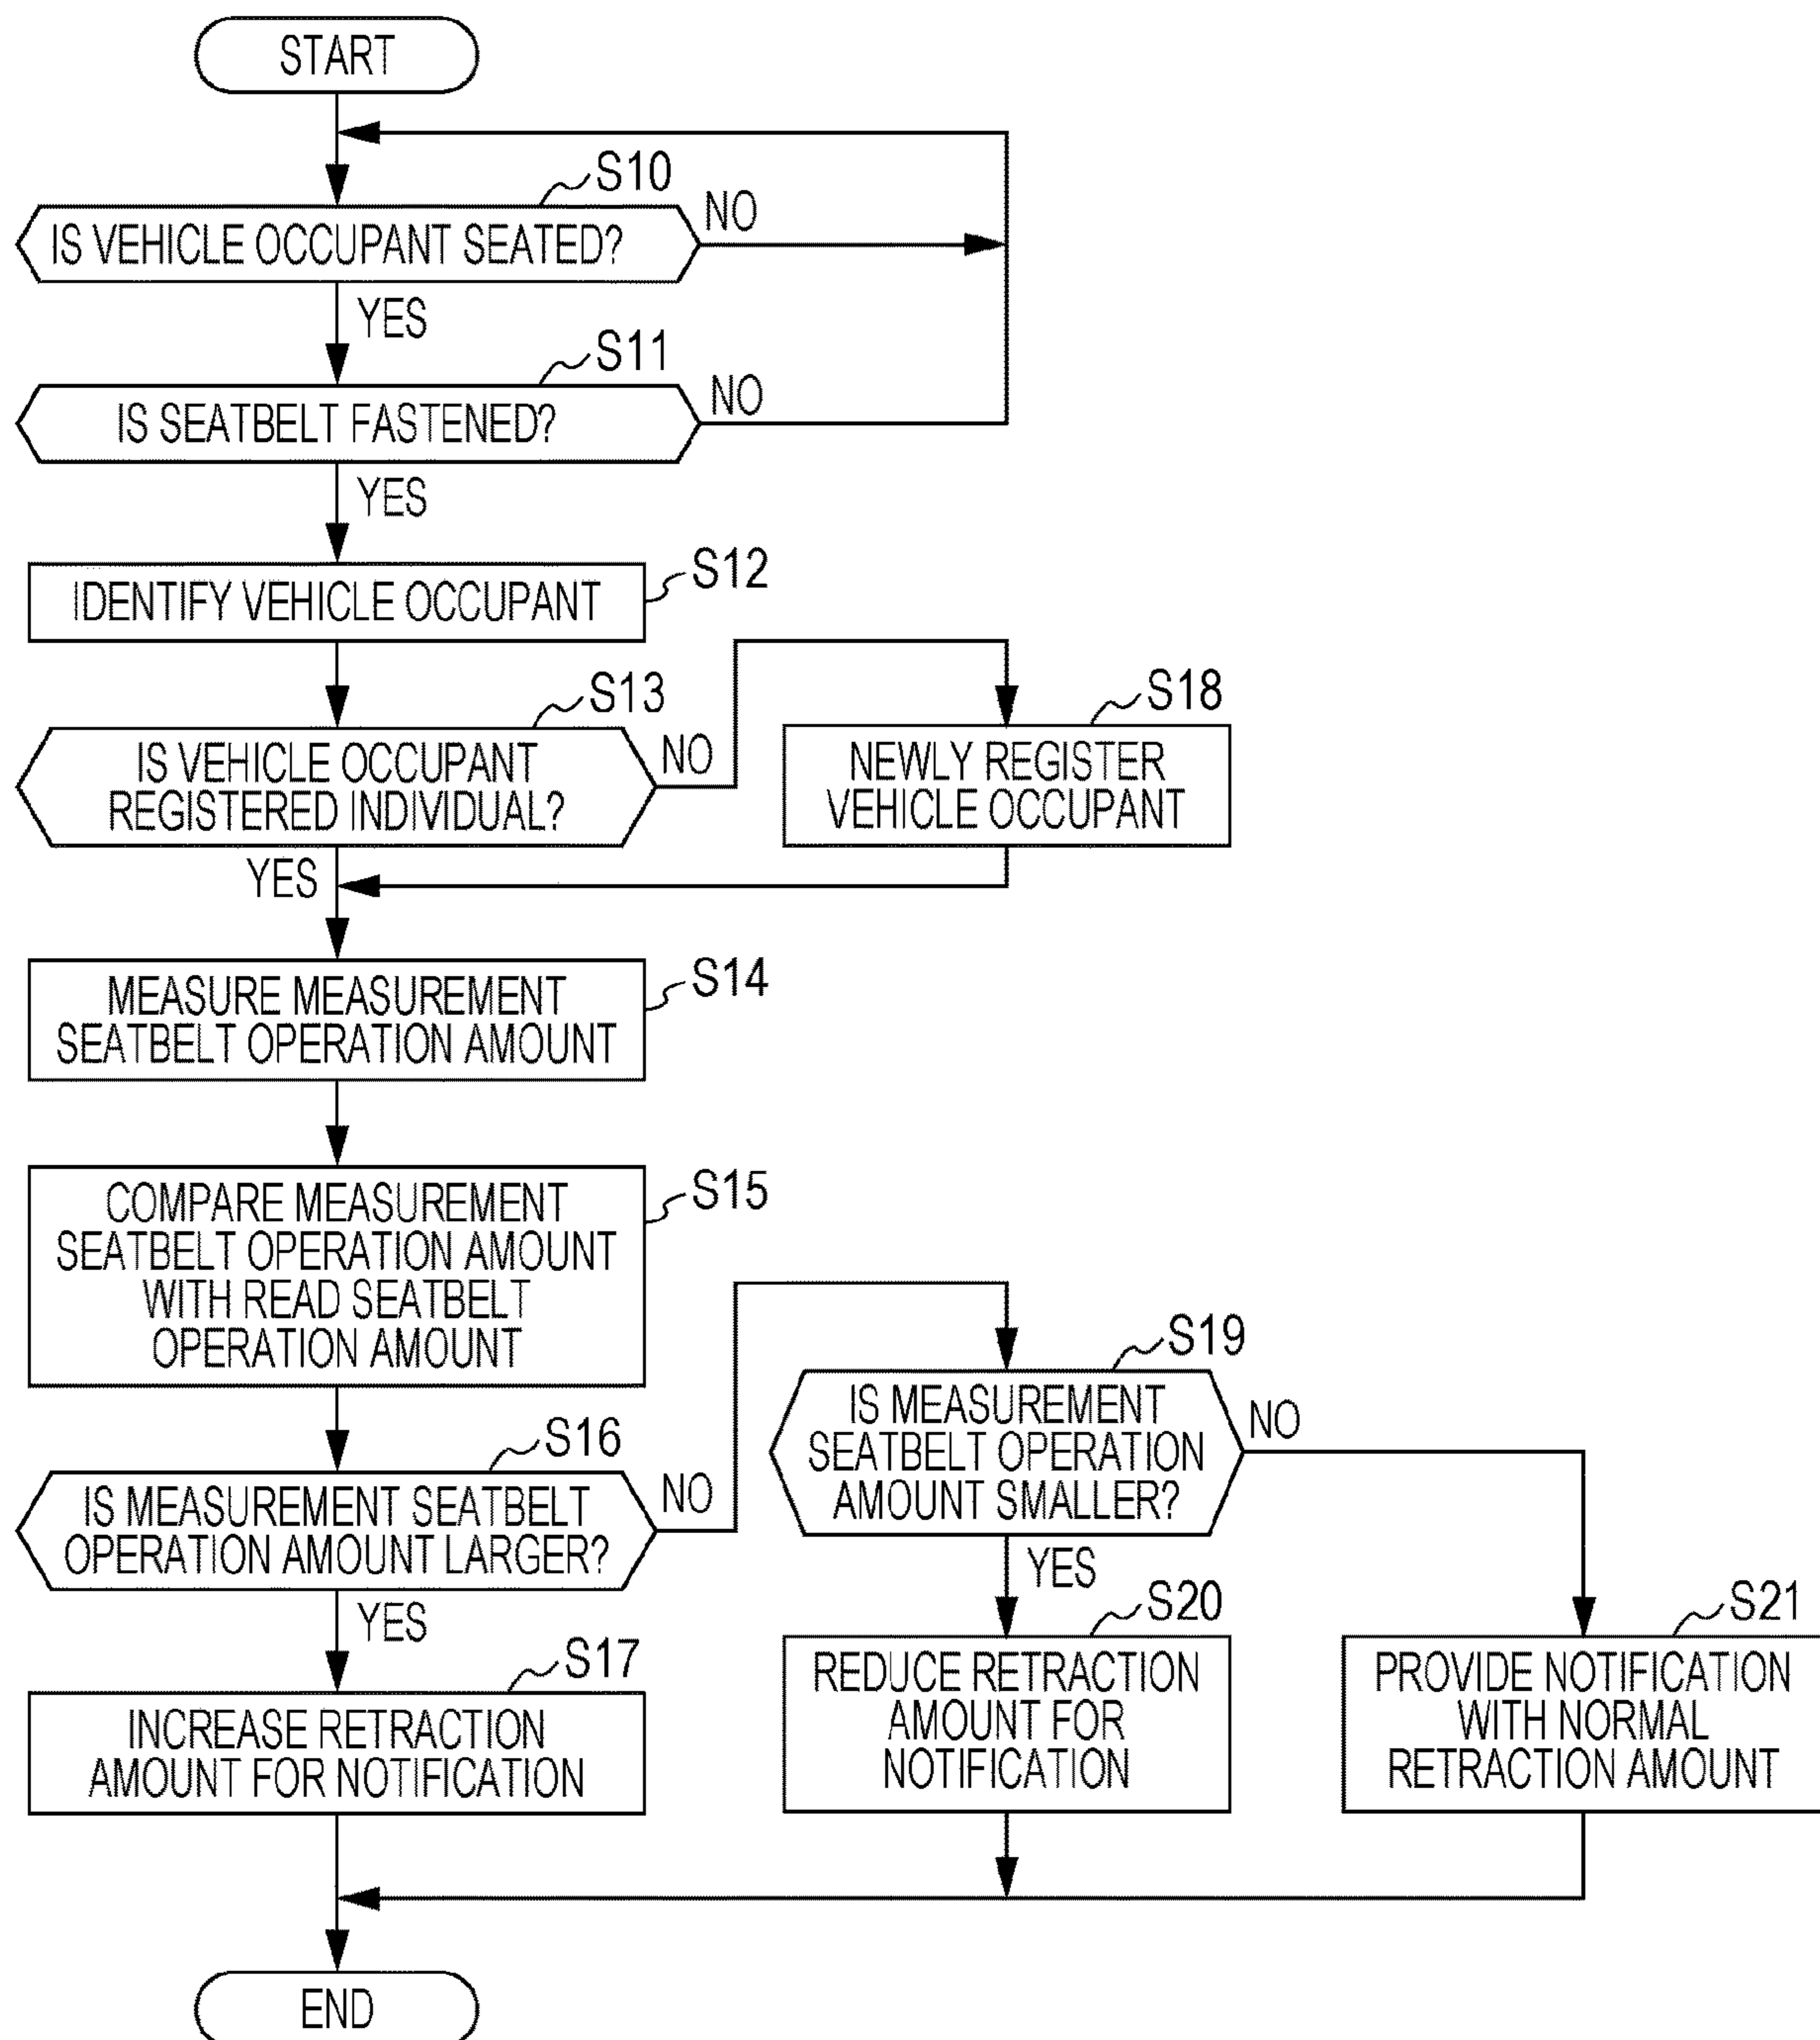 START
S10
IS VEHICLE OCCUPANT SEATED?
NO
YES
S11
IS SEATBELT FASTENED?
NO
YES
S12
IDENTIFY VEHICLE OCCUPANT
S13
IS VEHICLE OCCUPANT
REGISTERED INDIVIDUAL?
NO
YES
S18
NEWLY REGISTER
VEHICLE OCCUPANT
S14
MEASURE MEASUREMENT
SEATBELT OPERATION AMOUNT
S15
COMPARE MEASUREMENT
SEATBELT OPERATION AMOUNT
WITH READ SEATBELT
OPERATION AMOUNT
S16
IS MEASUREMENT SEATBELT
OPERATION AMOUNT LARGER?
NO
YES
S17
INCREASE RETRACTION
AMOUNT FOR NOTIFICATION
S19
IS MEASUREMENT
SEATBELT OPERATION
AMOUNT SMALLER?
NO
YES
S20
REDUCE RETRACTION
AMOUNT FOR
NOTIFICATION
S21
PROVIDE NOTIFICATION
WITH NORMAL
RETRACTION AMOUNT
END